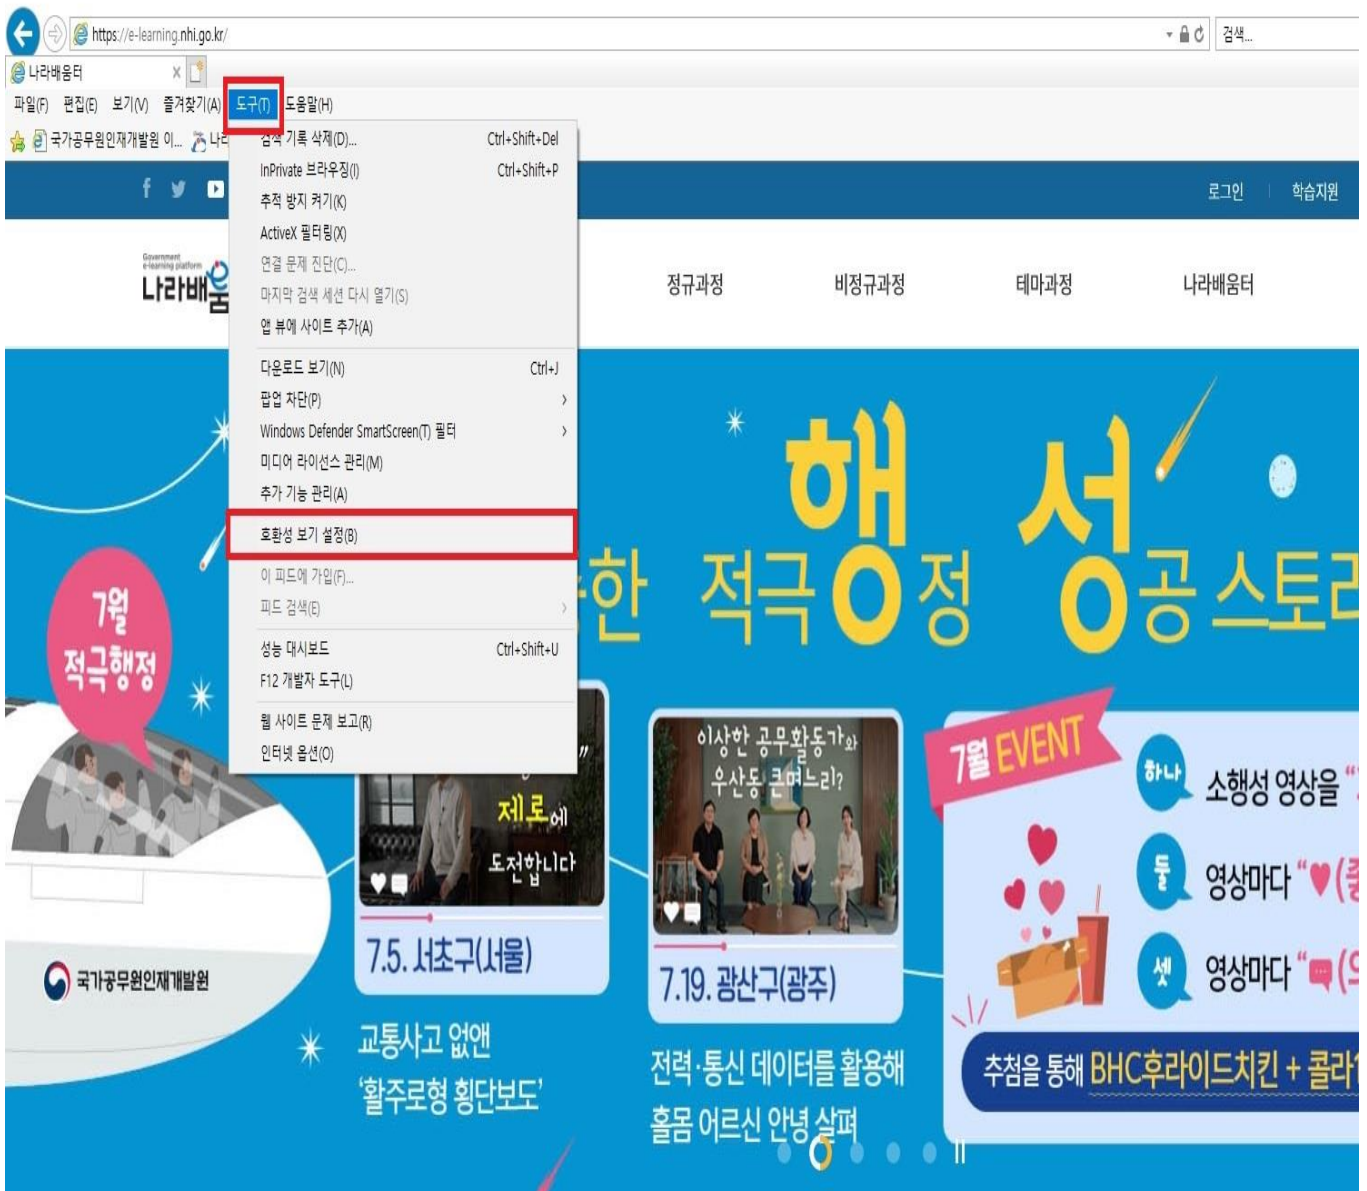 https://e-learning.nhi.go.kr/
검색...
나라배움터
파일(F) 편집(E) 보기(V) 즐겨찾기(A) 도구(T) 도움말(H)
국가공무원인재개발원 이...
검색 기록 삭제(D)... Ctrl+Shift+Del
InPrivate 브라우징(I) Ctrl+Shift+P
추적 방지 켜기(K)
ActiveX 필터링(X)
연결 문제 진단(C)...
마지막 검색 세션 다시 열기(S)
앱 뷰에 사이트 추가(A)
다운로드 보기(N) Ctrl+J
팝업 차단(P)
Windows Defender SmartScreen(T) 필터
미디어 라이선스 관리(M)
추가 기능 관리(A)
호환성 보기 설정(B)
이 피드에 가입(F)...
피드 검색(E)
성능 대시보드 Ctrl+Shift+U
F12 개발자 도구(L)
웹 사이트 문제 보고(R)
인터넷 옵션(O)
로그인 학습지원
Government
e-learning platform
나라배움
정규과정 비정규과정 테마과정 나라배움터
한 적극행정 성공 스토리
7월
적극행정
국가공무원인재개발원
제로에
도전합니다
7.5. 서초구(서울)
교통사고 없앤
‘활주로형 횡단보도’
이상한 공무활동가와
우산동 큰며느리?
7.19. 광산구(광주)
전력·통신 데이터를 활용해
홀몸 어르신 안녕 살펴
7월 EVENT
하나 소행성 영상을 “
둘 영상마다 “♥(
셋 영상마다 “
추첨을 통해 BHC후라이드치킨 + 콜라1